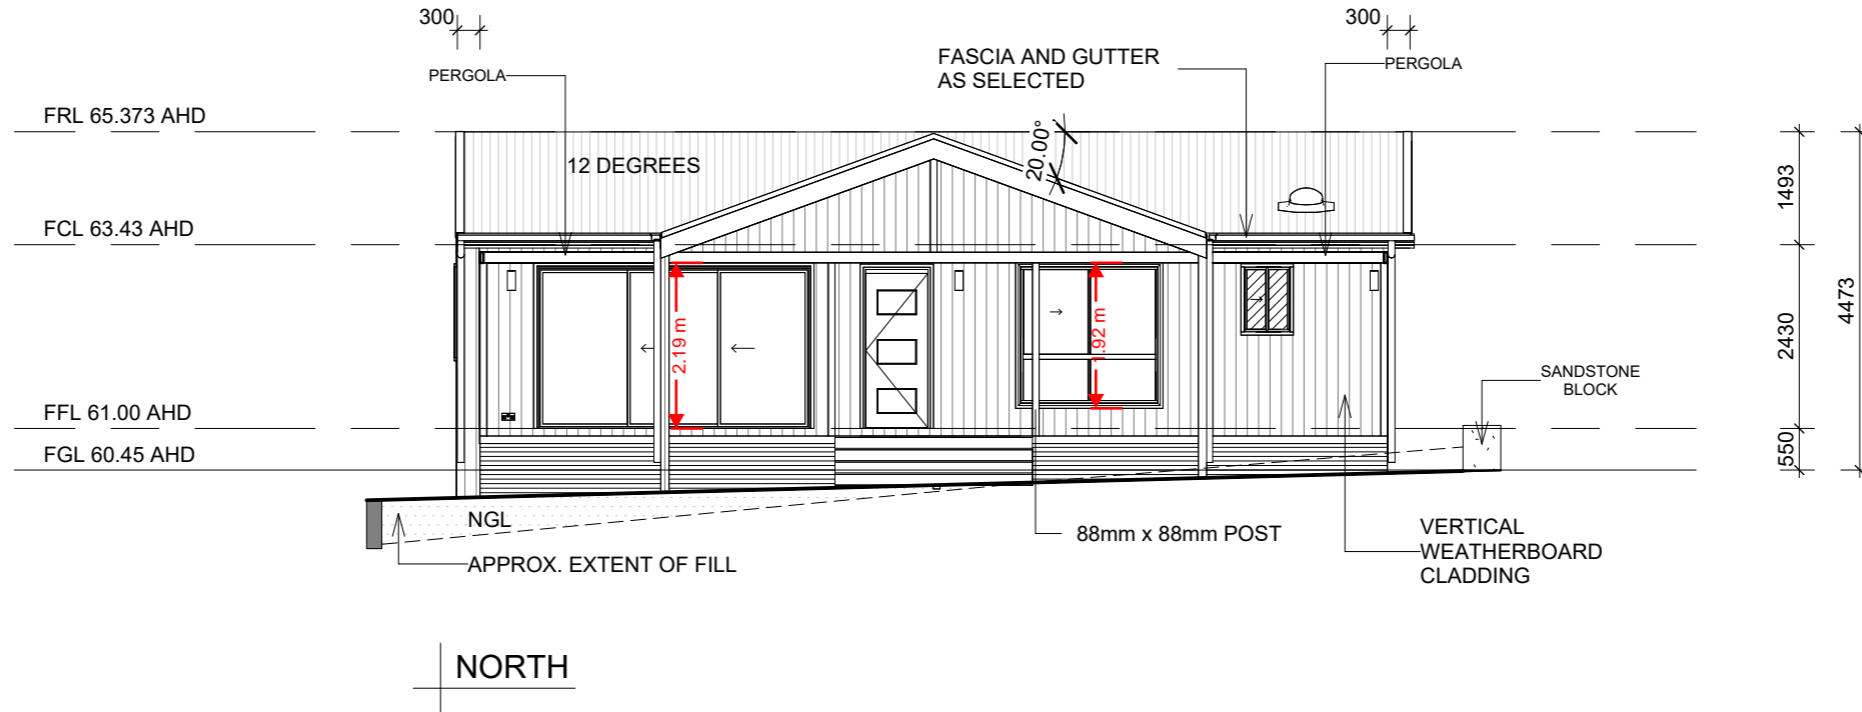 300
300
PERGOLA
FASCIA AND GUTTER
AS SELECTED
PERGOLA
FRL 65.373 AHD
12 DEGREES
20.00°
1493
FCL 63.43 AHD
2.19 m
1.92 m
2430
4473
SANDSTONE
BLOCK
FFL 61.00 AHD
FGL 60.45 AHD
550
NGL
88mm x 88mm POST
VERTICAL
WEATHERBOARD
CLADDING
APPROX. EXTENT OF FILL
NORTH